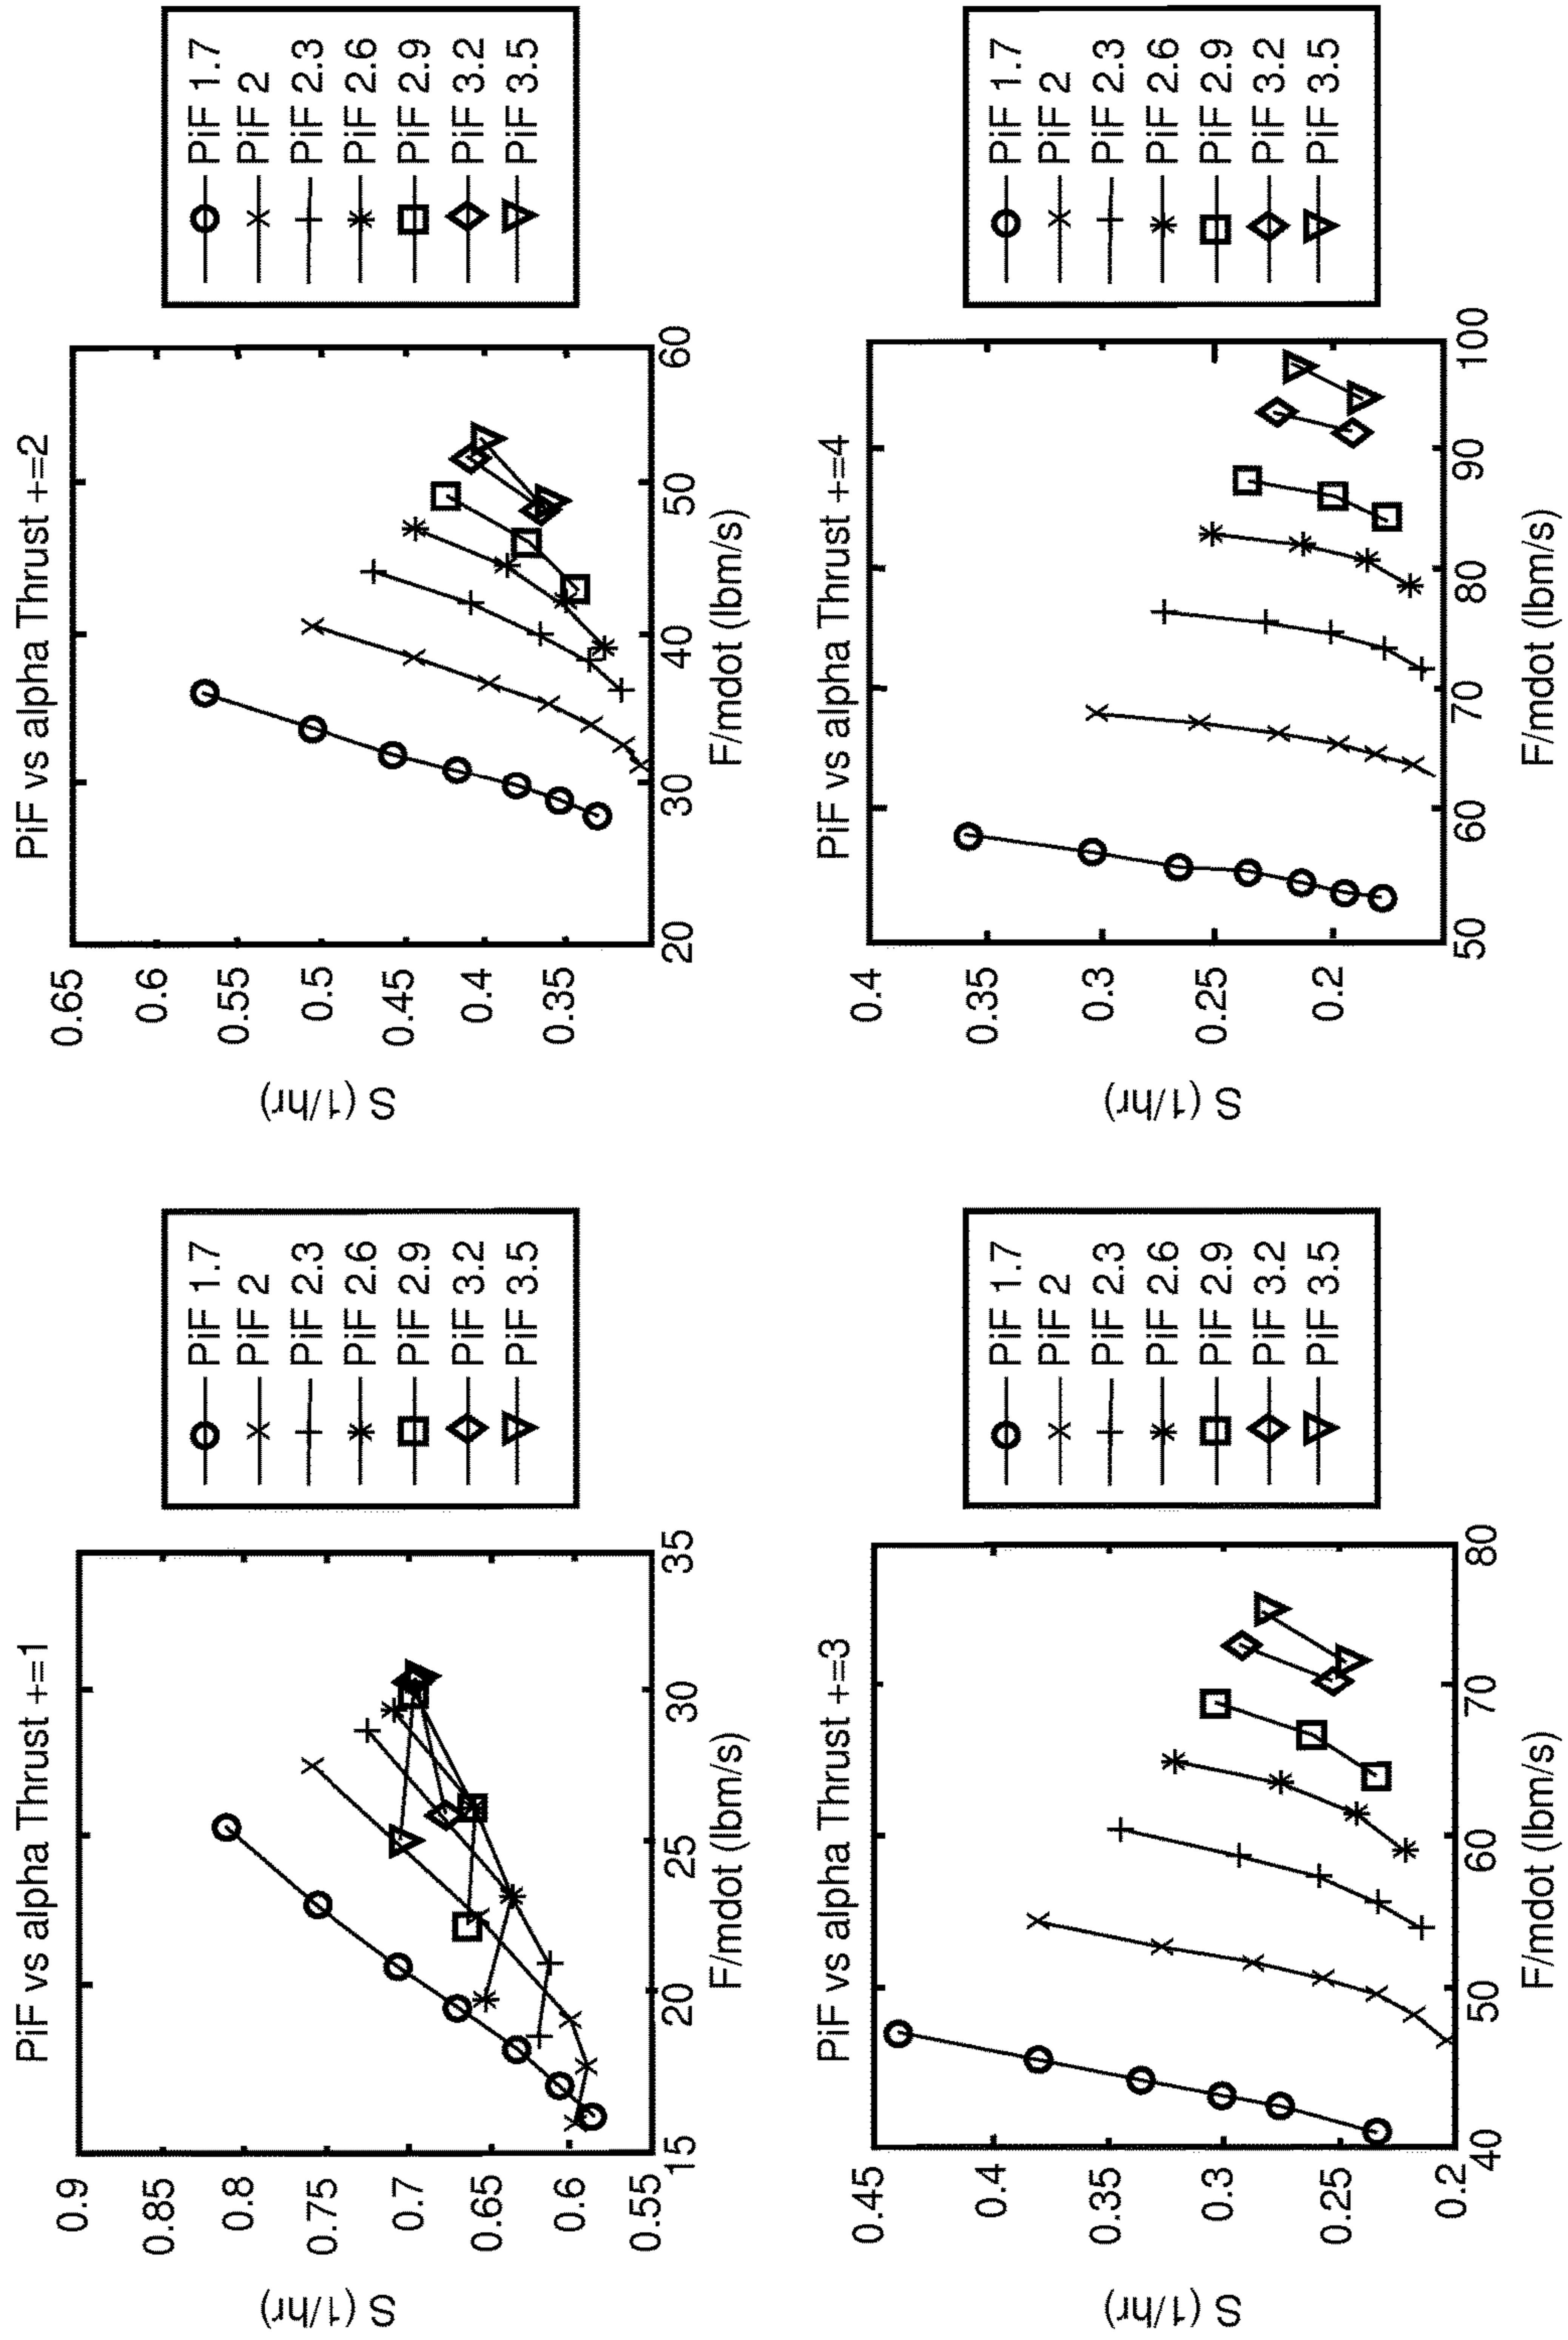 PiF vs alpha Thrust +=1
0.9
0.85
0.8
0.75
0.7
0.65
0.6
0.55
S (1/hr)
15
20
25
30
35
F/mdot (lbm/s)
PiF 1.7
PiF 2
PiF 2.3
PiF 2.6
PiF 2.9
PiF 3.2
PiF 3.5
PiF vs alpha Thrust +=2
0.65
0.6
0.55
0.5
0.45
0.4
0.35
S (1/hr)
20
30
40
50
60
F/mdot (lbm/s)
PiF 1.7
PiF 2
PiF 2.3
PiF 2.6
PiF 2.9
PiF 3.2
PiF 3.5
PiF vs alpha Thrust +=3
0.45
0.4
0.35
0.3
0.25
0.2
S (1/hr)
40
50
60
70
80
F/mdot (lbm/s)
PiF 1.7
PiF 2
PiF 2.3
PiF 2.6
PiF 2.9
PiF 3.2
PiF 3.5
PiF vs alpha Thrust +=4
0.4
0.35
0.3
0.25
0.2
S (1/hr)
50
60
70
80
90
100
F/mdot (lbm/s)
PiF 1.7
PiF 2
PiF 2.3
PiF 2.6
PiF 2.9
PiF 3.2
PiF 3.5